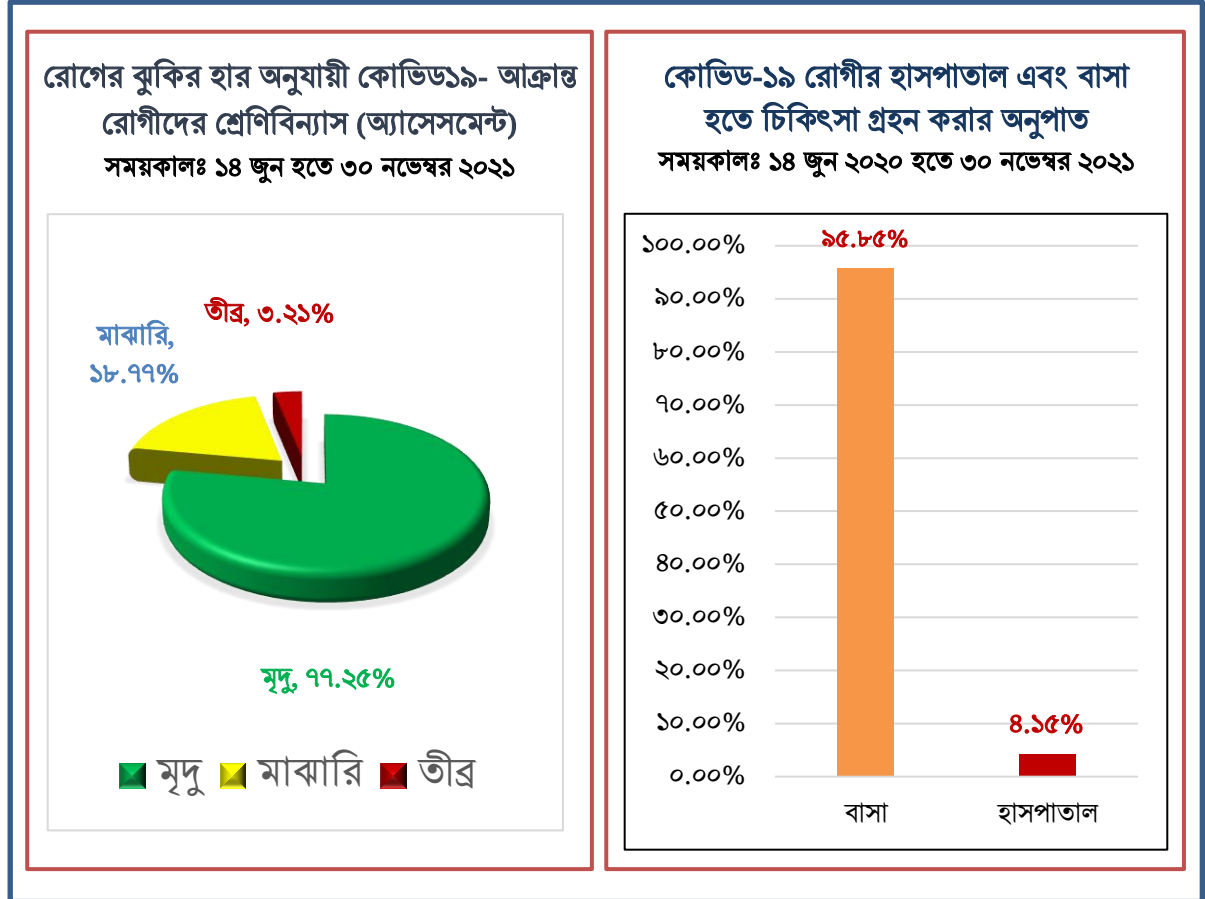 রোগের ঝুকির হার অনুযায়ী কোভিড১৯- আক্রান্ত
রোগীদের শ্রেণিবিন্যাস (অ্যাসেসমেন্ট)
সময়কালঃ ১৪ জুন হতে ৩০ নভেম্বর ২০২১
তীব্র, ৩.২১%
মাঝারি,
১৮.৭৭%
মৃদু, ৭৭.২৫%
মৃদু মাঝারি তীব্র
কোভিড-১৯ রোগীর হাসপাতাল এবং বাসা
হতে চিকিৎসা গ্রহন করার অনুপাত
সময়কালঃ ১৪ জুন ২০২০ হতে ৩০ নভেম্বর ২০২১
৯৫.৮৫%
১০০.০০%
৯০.০০%
৮০.০০%
৭০.০০%
৬০.০০%
৫০.০০%
৪০.০০%
৩০.০০%
২০.০০%
১০.০০%
৪.১৫%
০.০০%
বাসা হাসপাতাল